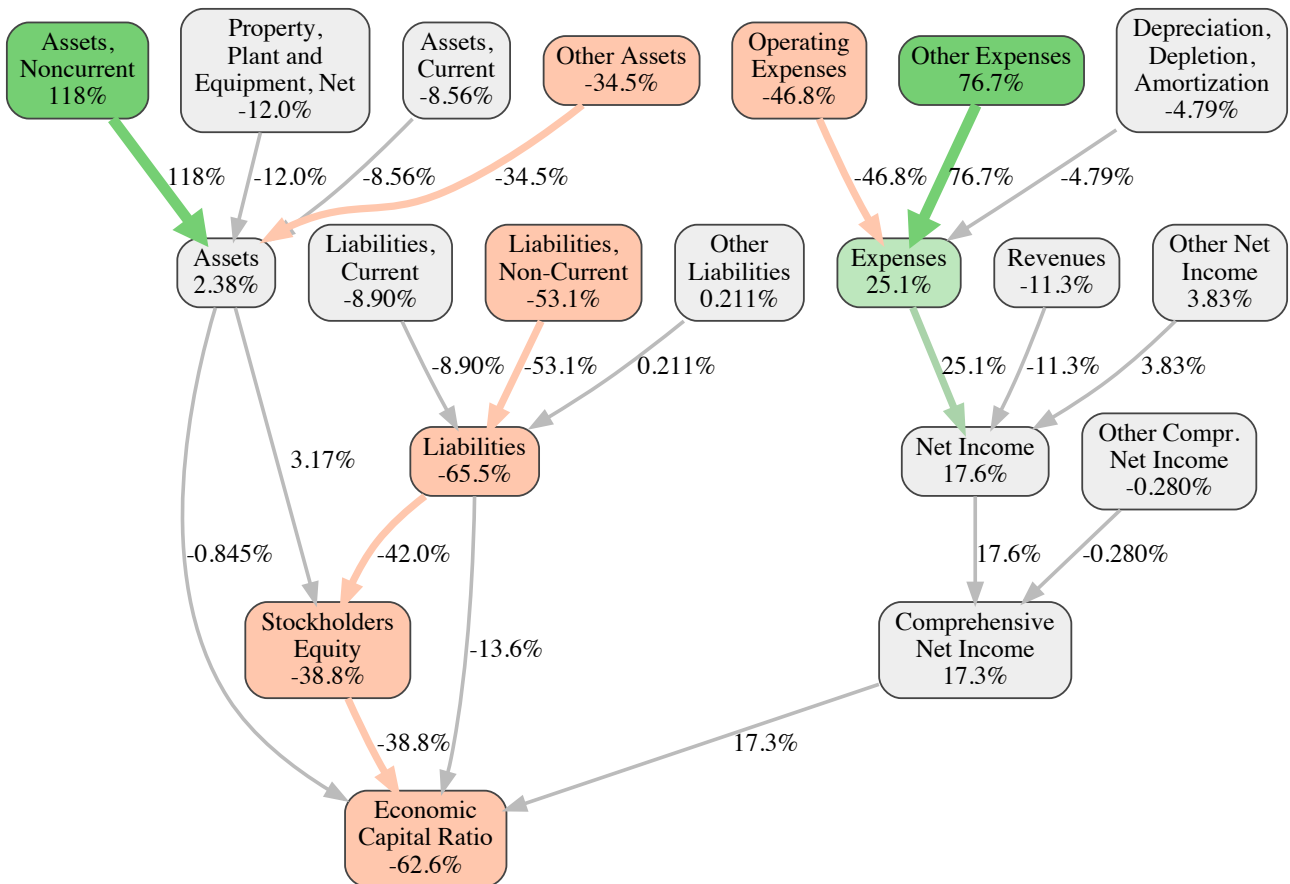 Assets,
Noncurrent
118%
Property,
Plant and
Equipment, Net
-12.0%
Assets,
Current
-8.56%
Other Assets
-34.5%
Operating
Expenses
-46.8%
Other Expenses
76.7%
Depreciation,
Depletion,
Amortization
-4.79%
118%
-12.0%
-8.56%
-34.5%
-46.8%
76.7%
-4.79%
Assets
2.38%
Liabilities,
Current
-8.90%
Liabilities,
Non-Current
-53.1%
Other
Liabilities
0.211%
Expenses
25.1%
Revenues
-11.3%
Other Net
Income
3.83%
-8.90%
-53.1%
0.211%
25.1%
-11.3%
3.83%
3.17%
Liabilities
-65.5%
Net Income
17.6%
Other Compr.
Net Income
-0.280%
-0.845%
-42.0%
17.6%
-0.280%
Stockholders
Equity
-38.8%
-13.6%
Comprehensive
Net Income
17.3%
-38.8%
17.3%
Economic
Capital Ratio
-62.6%